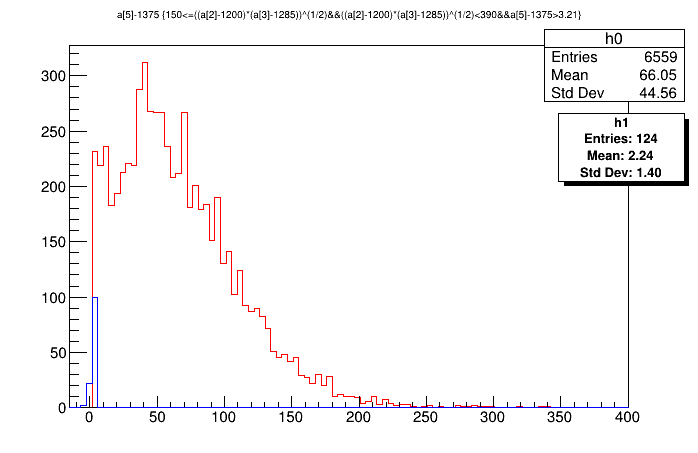 a[5]-1375 {150<=((a[2]-1200)*(a[3]-1285))^(1/2)&&((a[2]-1200)*(a[3]-1285))^(1/2)<390&&a[5]-1375>3.21}
h0
Entries 6559
Mean 66.05
Std Dev 44.56
h1
Entries: 124
Mean: 2.24
Std Dev: 1.40
300
250
200
150
100
50
0
0 50 100 150 200 250 300 350 400